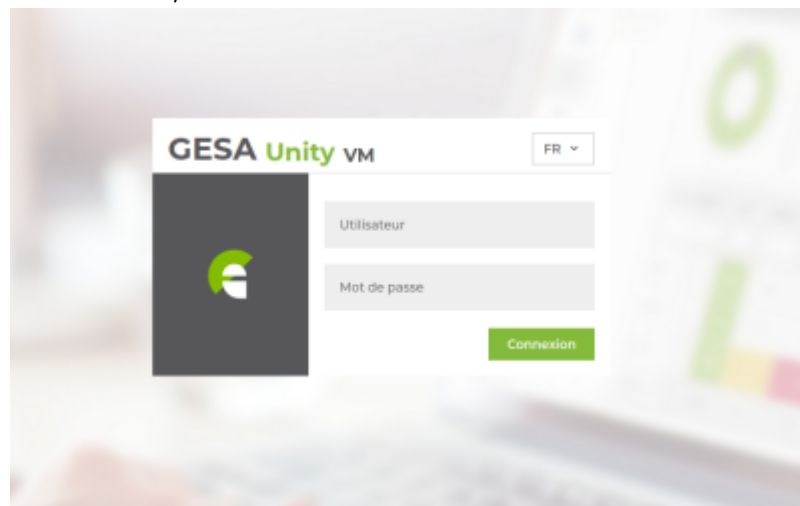 GESA Unity VM
FR
Utilisateur
Mot de passe
Connexion